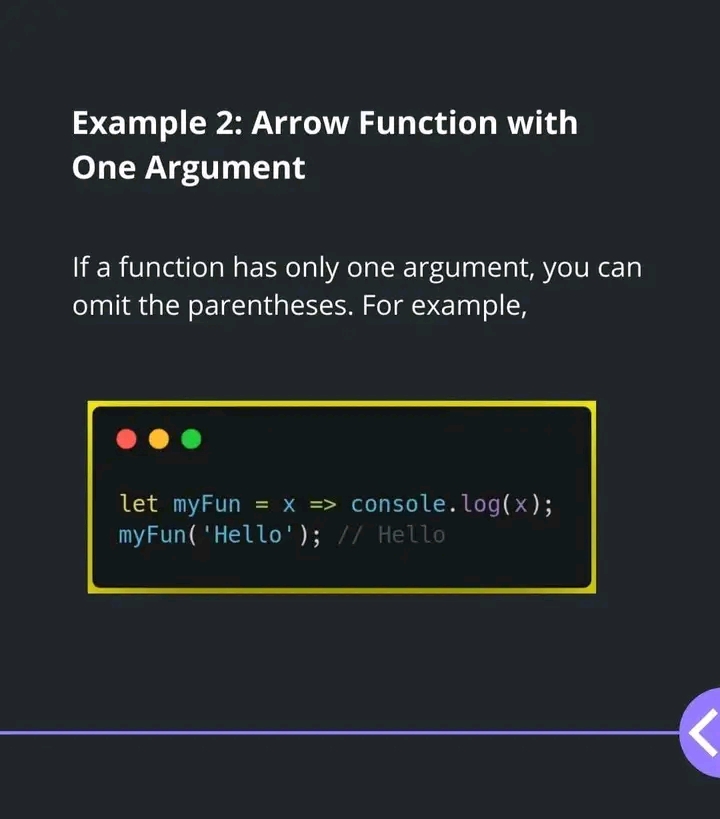 Example 2: Arrow Function with
One Argument
If a function has only one argument, you can
omit the parentheses. For example,
let myFun = x => console.log(x);
myFun('Hello'); // Hello